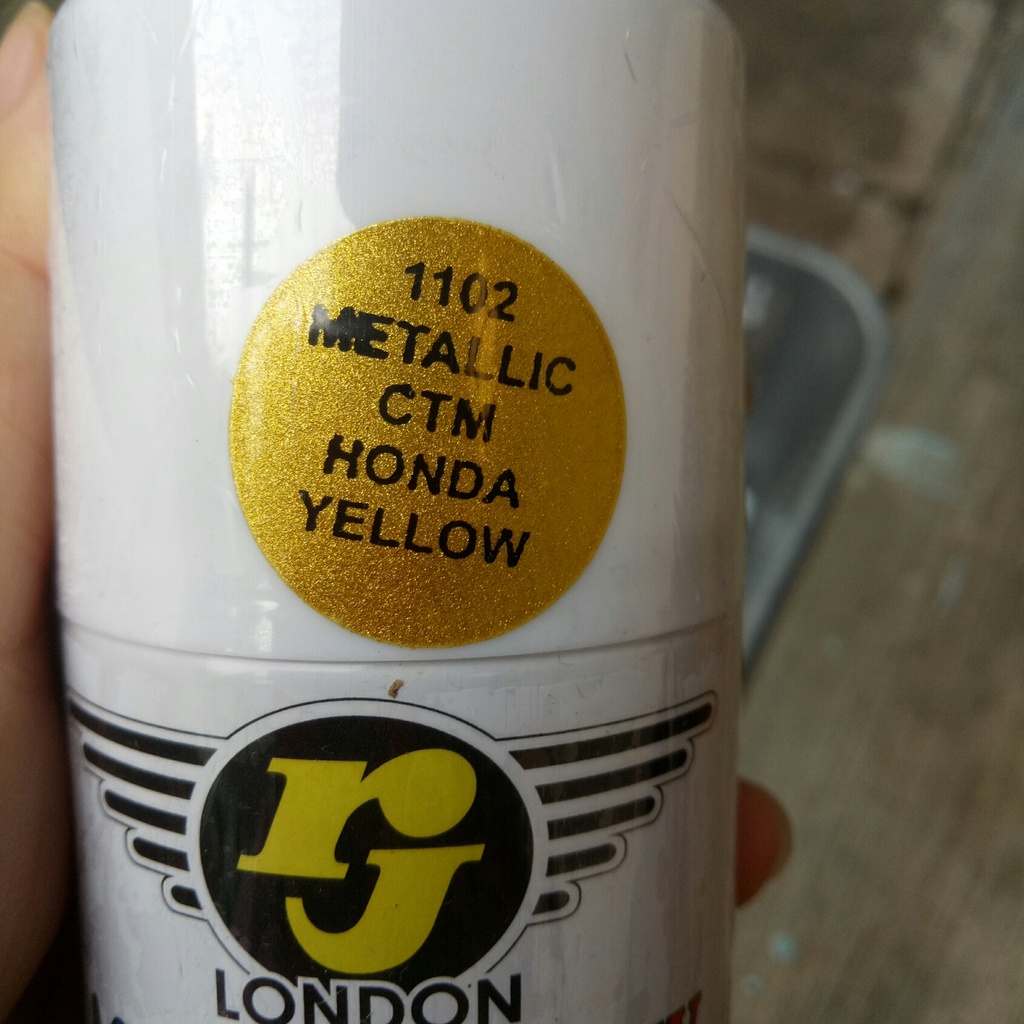 1102
METALLIC
CTM
HONDA
YELLOW
rj
LONDON